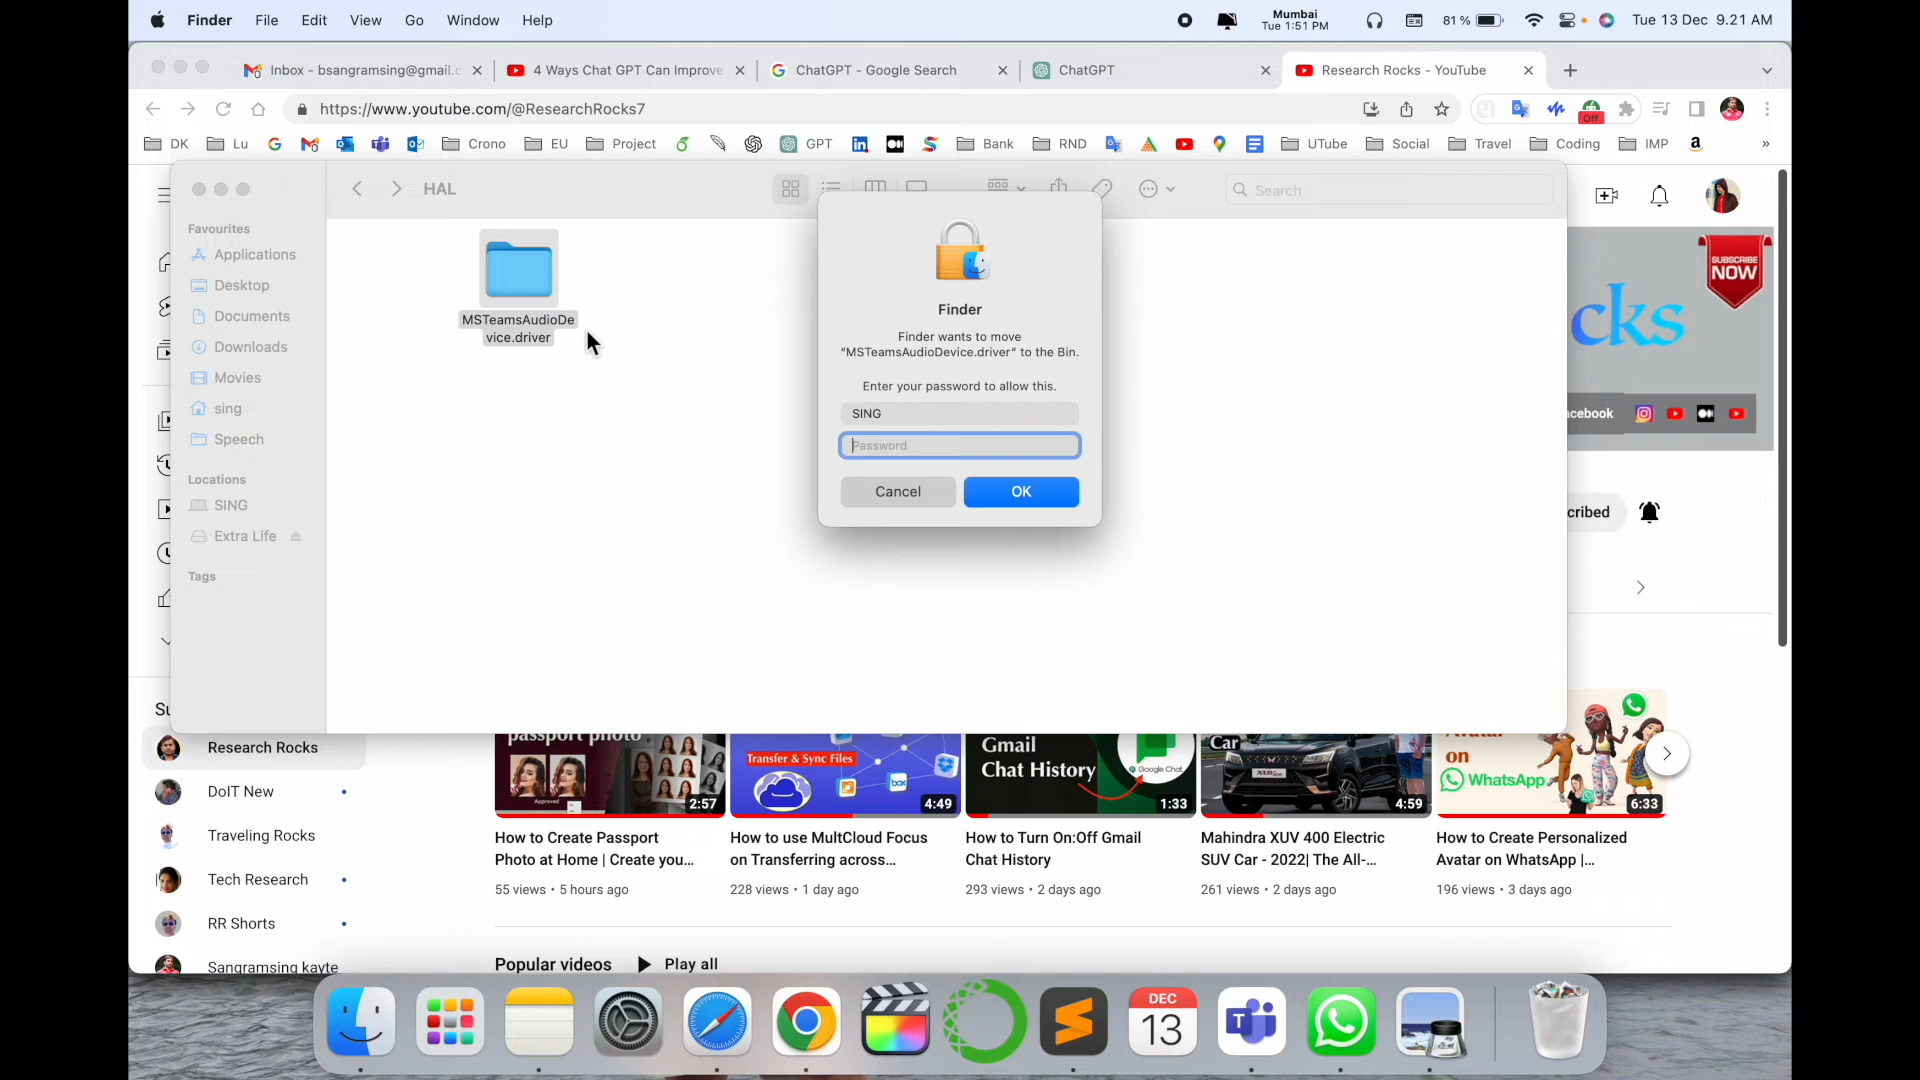 Finder File Edit View Go Window Help
Mumbai
Tue 1:51 PM
81 %
Tue 13 Dec 9.21 AM
Inbox - bsangramsing@gmail.c
4 Ways Chat GPT Can Improve
ChatGPT - Google Search
ChatGPT
Research Rocks - YouTube
https://www.youtube.com/@ResearchRocks7
Off
DK Lu Crono EU Project GPT Bank RND UTube Social Travel Coding IMP »
HAL
Search
Favourites
Applications
Desktop
Documents
Downloads
Movies
sing
Speech
Locations
SING
Extra Life
Tags
MSTeamsAudioDe
vice.driver
Finder
Finder wants to move
“MSTeamsAudioDevice.driver” to the Bin.
Enter your password to allow this.
SING
Password
Cancel OK
SUBSCRIBE
NOW
cks
cebook
cribed
Su
Research Rocks
DoIT New
Traveling Rocks
Tech Research
RR Shorts
Sangramsing kayte
passport photo
Approved
2:57
Transfer & Sync Files
box
4:49
Gmail
Chat History
Google Chat
1:33
Car
4:59
Avatar
on
WhatsApp
6:33
How to Create Passport
Photo at Home | Create you...
55 views • 5 hours ago
How to use MultCloud Focus
on Transferring across...
228 views • 1 day ago
How to Turn On:Off Gmail
Chat History
293 views • 2 days ago
Mahindra XUV 400 Electric
SUV Car - 2022| The All-...
261 views • 2 days ago
How to Create Personalized
Avatar on WhatsApp |...
196 views • 3 days ago
Popular videos Play all
DEC
13